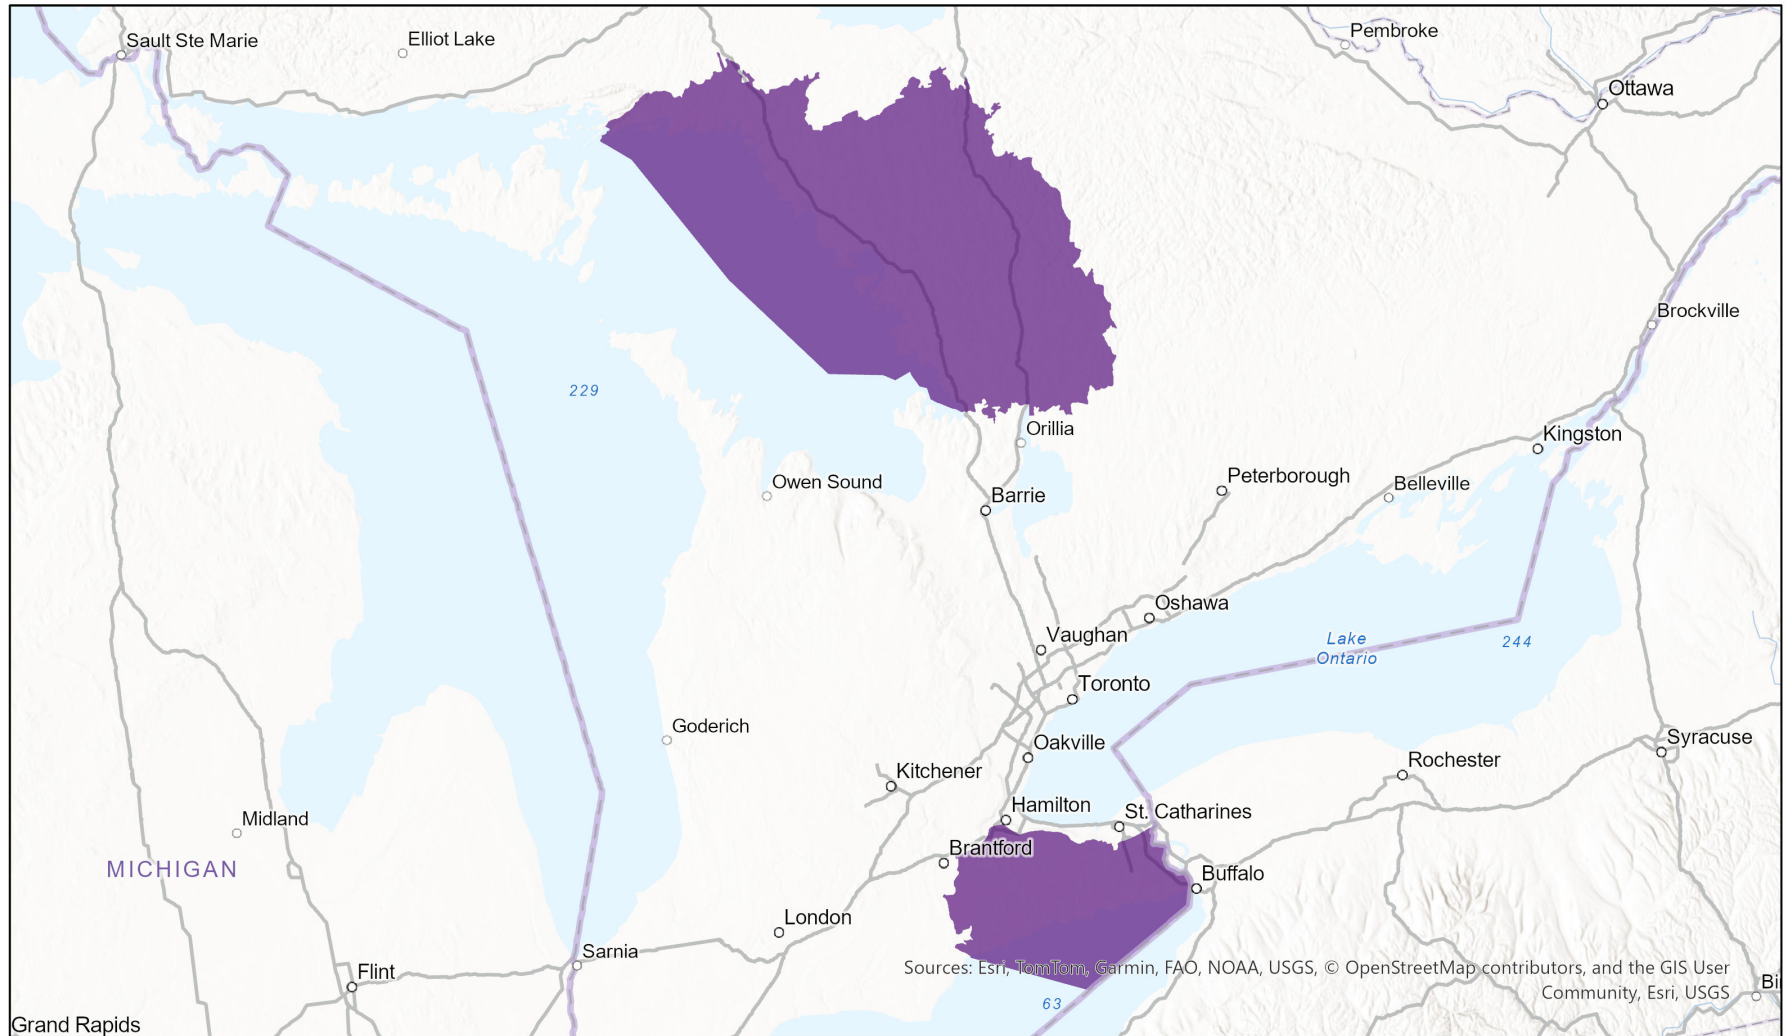 Sault Ste Marie
Elliot Lake
Pembroke
Ottawa
Brockville
229
Orillia
Kingston
Owen Sound
Peterborough
Belleville
Barrie
Oshawa
Vaughan
Lake
Ontario
244
Toronto
Goderich
Oakville
Syracuse
Kitchener
Rochester
Hamilton
St. Catharines
Midland
Brantford
MICHIGAN
Buffalo
London
Sarnia
Flint
Sources: Esri, TomTom, Garmin, FAO, NOAA, USGS, © OpenStreetMap contributors, and the GIS User
Community, Esri, USGS
Bi
63
Grand Rapids